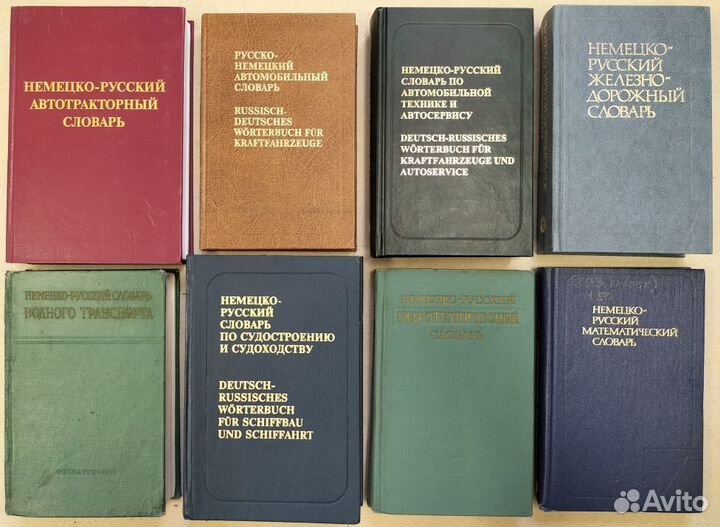 НЕМЕЦКО-РУССКИЙ
АВТОТРАКТОРНЫЙ
СЛОВАРЬ
РУССКО-
НЕМЕЦКИЙ
АВТОМОБИЛЬНЫЙ
СЛОВАРЬ
RUSSISCH-
DEUTSCHES
WÖRTERBUCH FÜR
KRAFTFAHRZEUGE
НЕМЕЦКО-РУССКИЙ
СЛОВАРЬ ПО
АВТОМОБИЛЬНОЙ
ТЕХНИКЕ И
АВТОСЕРВИСУ
DEUTSCH-RUSSISCHES
WÖRTERBUCH FÜR
KRAFTFAHRZEUGE UND
AUTOSERVICE
НЕМЕЦКО-
РУССКИЙ
ЖЕЛЕЗНО-
ДОРОЖНЫЙ
СЛОВАРЬ
НЕМЕЦКО-РУССКИЙ СЛОВАРЬ
ВОДНОГО ТРАНСПОРТА
НЕМЕЦКО-
РУССКИЙ
СЛОВАРЬ
ПО СУДОСТРОЕНИЮ
И СУДОХОДСТВУ
DEUTSCH-
RUSSISCHES
WÖRTERBUCH
FÜR SCHIFFBAU
UND SCHIFFAHRT
НЕМЕЦКО-РУССКИЙ
ГИДРОТЕХНИЧЕСКИЙ
СЛОВАРЬ
НЕМЕЦКО-
РУССКИЙ
МАТЕМАТИЧЕСКИЙ
СЛОВАРЬ
Avito